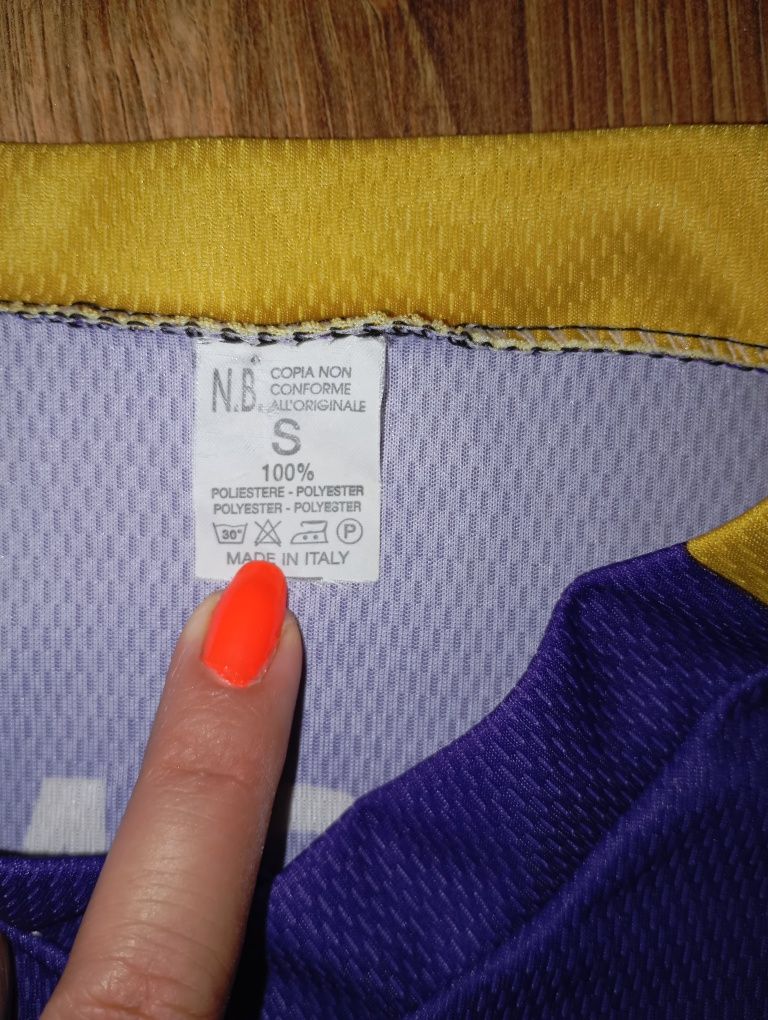 N.B. COPIA NON
CONFORME
ALL'ORIGINALE
S
100%
POLIESTERE - POLYESTER
POLYESTER - POLYESTER
30° P
MADE IN ITALY